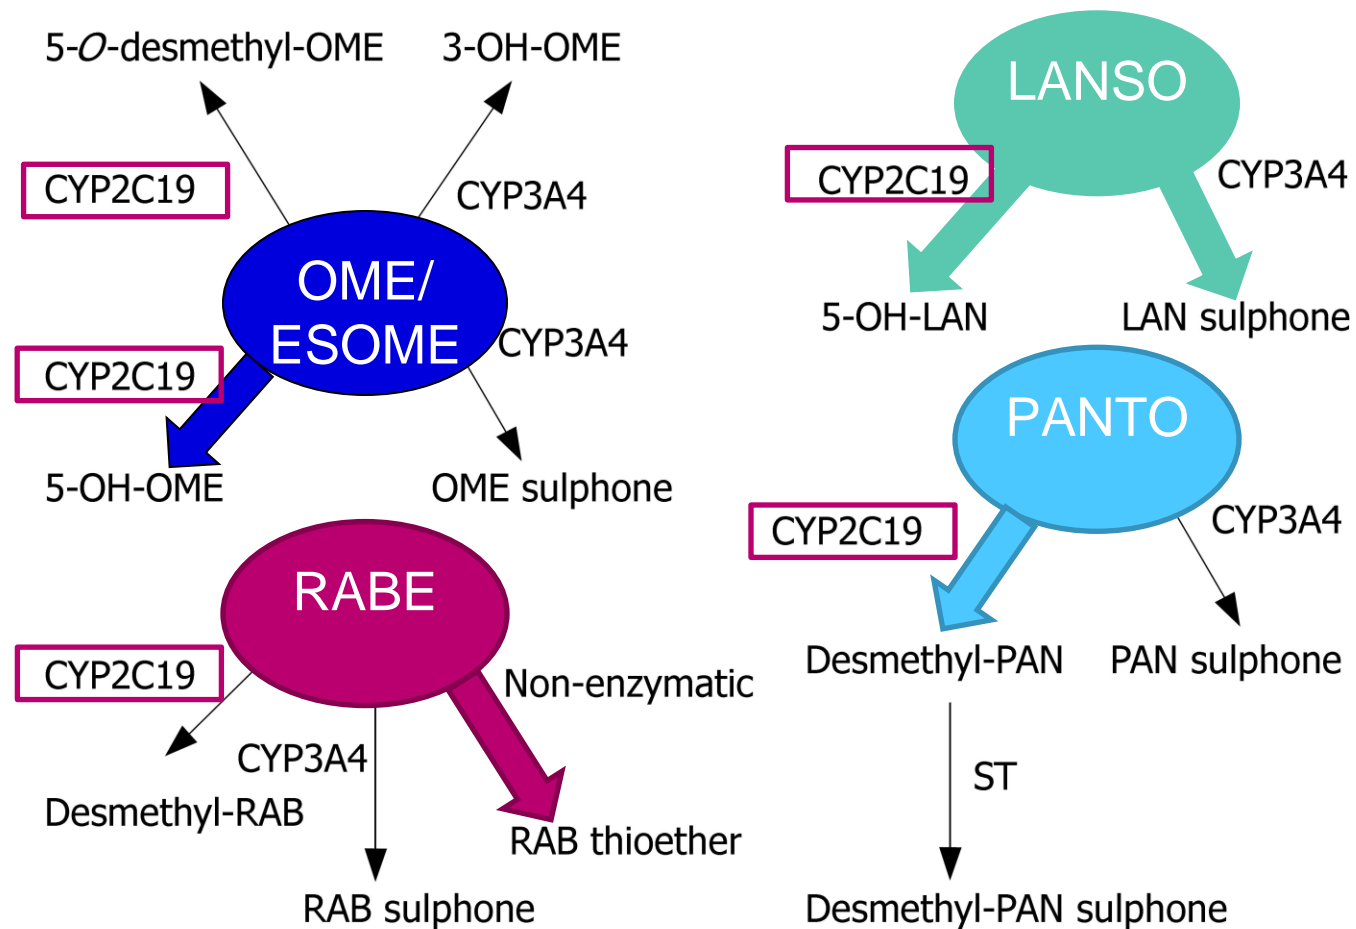 5-O-desmethyl-OME
3-OH-OME
CYP2C19
CYP3A4
OME/
ESOME
CYP2C19
CYP3A4
5-OH-OME
OME sulphone
RABE
CYP2C19
Non-enzymatic
CYP3A4
Desmethyl-RAB
RAB thioether
RAB sulphone
LANSO
CYP2C19
CYP3A4
5-OH-LAN
LAN sulphone
PANTO
CYP2C19
CYP3A4
Desmethyl-PAN
PAN sulphone
ST
Desmethyl-PAN sulphone